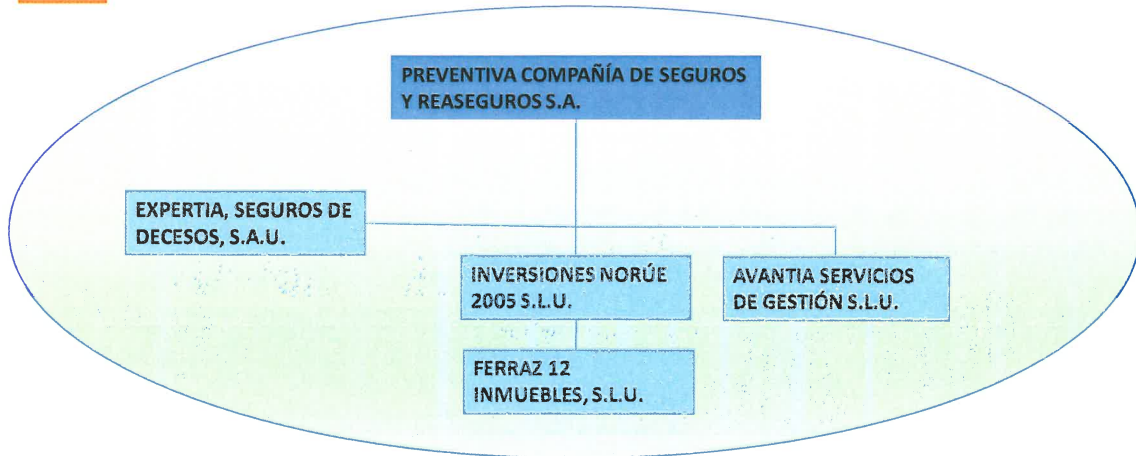 PREVENTIVA COMPAÑÍA DE SEGUROS
Y REASEGUROS S.A.
EXPERTIA, SEGUROS DE
DECESOS, S.A.U.
INVERSIONES NORÚE
2005 S.L.U.
AVANTIA SERVICIOS
DE GESTIÓN S.L.U.
FERRAZ 12
INMUEBLES, S.L.U.